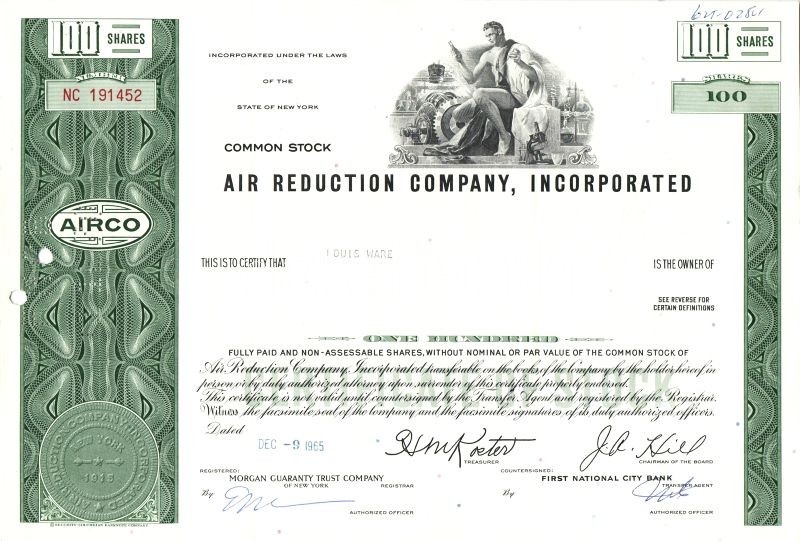 100 SHARES
100 SHARES
NUMBER
NC 191452
SHARES
100
INCORPORATED UNDER THE LAWS
OF THE
STATE OF NEW YORK
COMMON STOCK
AIR REDUCTION COMPANY, INCORPORATED
AIRCO
THIS IS TO CERTIFY THAT
LOUIS WARE
IS THE OWNER OF
SEE REVERSE FOR
CERTAIN DEFINITIONS
ONE HUNDRED
FULLY PAID AND NON-ASSESSABLE SHARES, WITHOUT NOMINAL OR PAR VALUE OF THE COMMON STOCK OF
Air Reduction Company, Incorporated transferable on the books of the company by the holder hereof in
person or by duly authorized attorney upon surrender of this certificate properly endorsed.
This certificate is not valid until countersigned by the Transfer Agent and registered by the Registrar.
Witness the facsimile seal of the company and the facsimile signatures of its duly authorized officers.
Dated
DEC -9 1965
H M Koster
TREASURER
J. A. Hill
CHAIRMAN OF THE BOARD
REGISTERED:
MORGAN GUARANTY TRUST COMPANY
OF NEW YORK
REGISTRAR
By
AUTHORIZED OFFICER
COUNTERSIGNED:
FIRST NATIONAL CITY BANK
TRANSFER AGENT
By
AUTHORIZED OFFICER
NEW YORK
1915
© SECURITY-COLUMBIAN BANKNOTE COMPANY